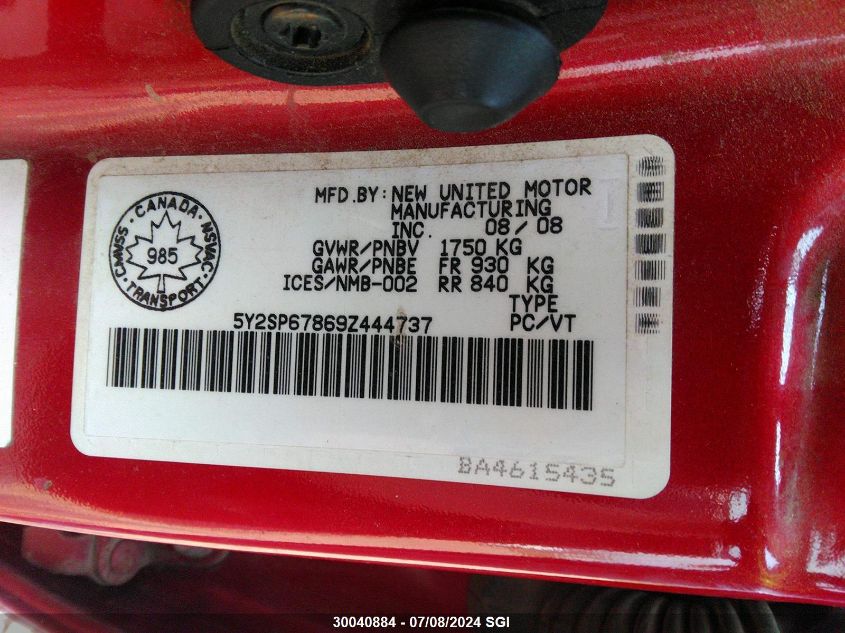 MFD.BY: NEW UNITED MOTOR
MANUFACTURING
INC. 08/08
GVWR/PNBV 1750 KG
GAWR/PNBE FR 930 KG
ICES/NMB-002 RR 840 KG
TYPE
5Y2SP67869Z444737 PC/VT
CANADA
CMVSS
NSVAC
985
TRANSPORT
BA4615435
30040884 - 07/08/2024 SGI